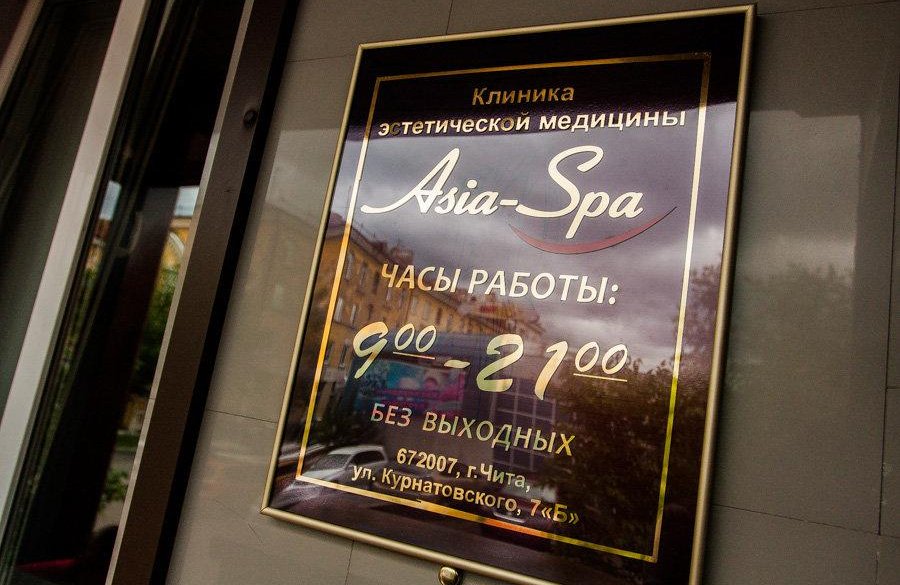 Клиника
эстетической медицины
Asia-Spa
ЧАСЫ РАБОТЫ:
9⁰⁰-21⁰⁰
БЕЗ ВЫХОДНЫХ
672007, г.Чита,
ул. Курнатовского, 7«Б»